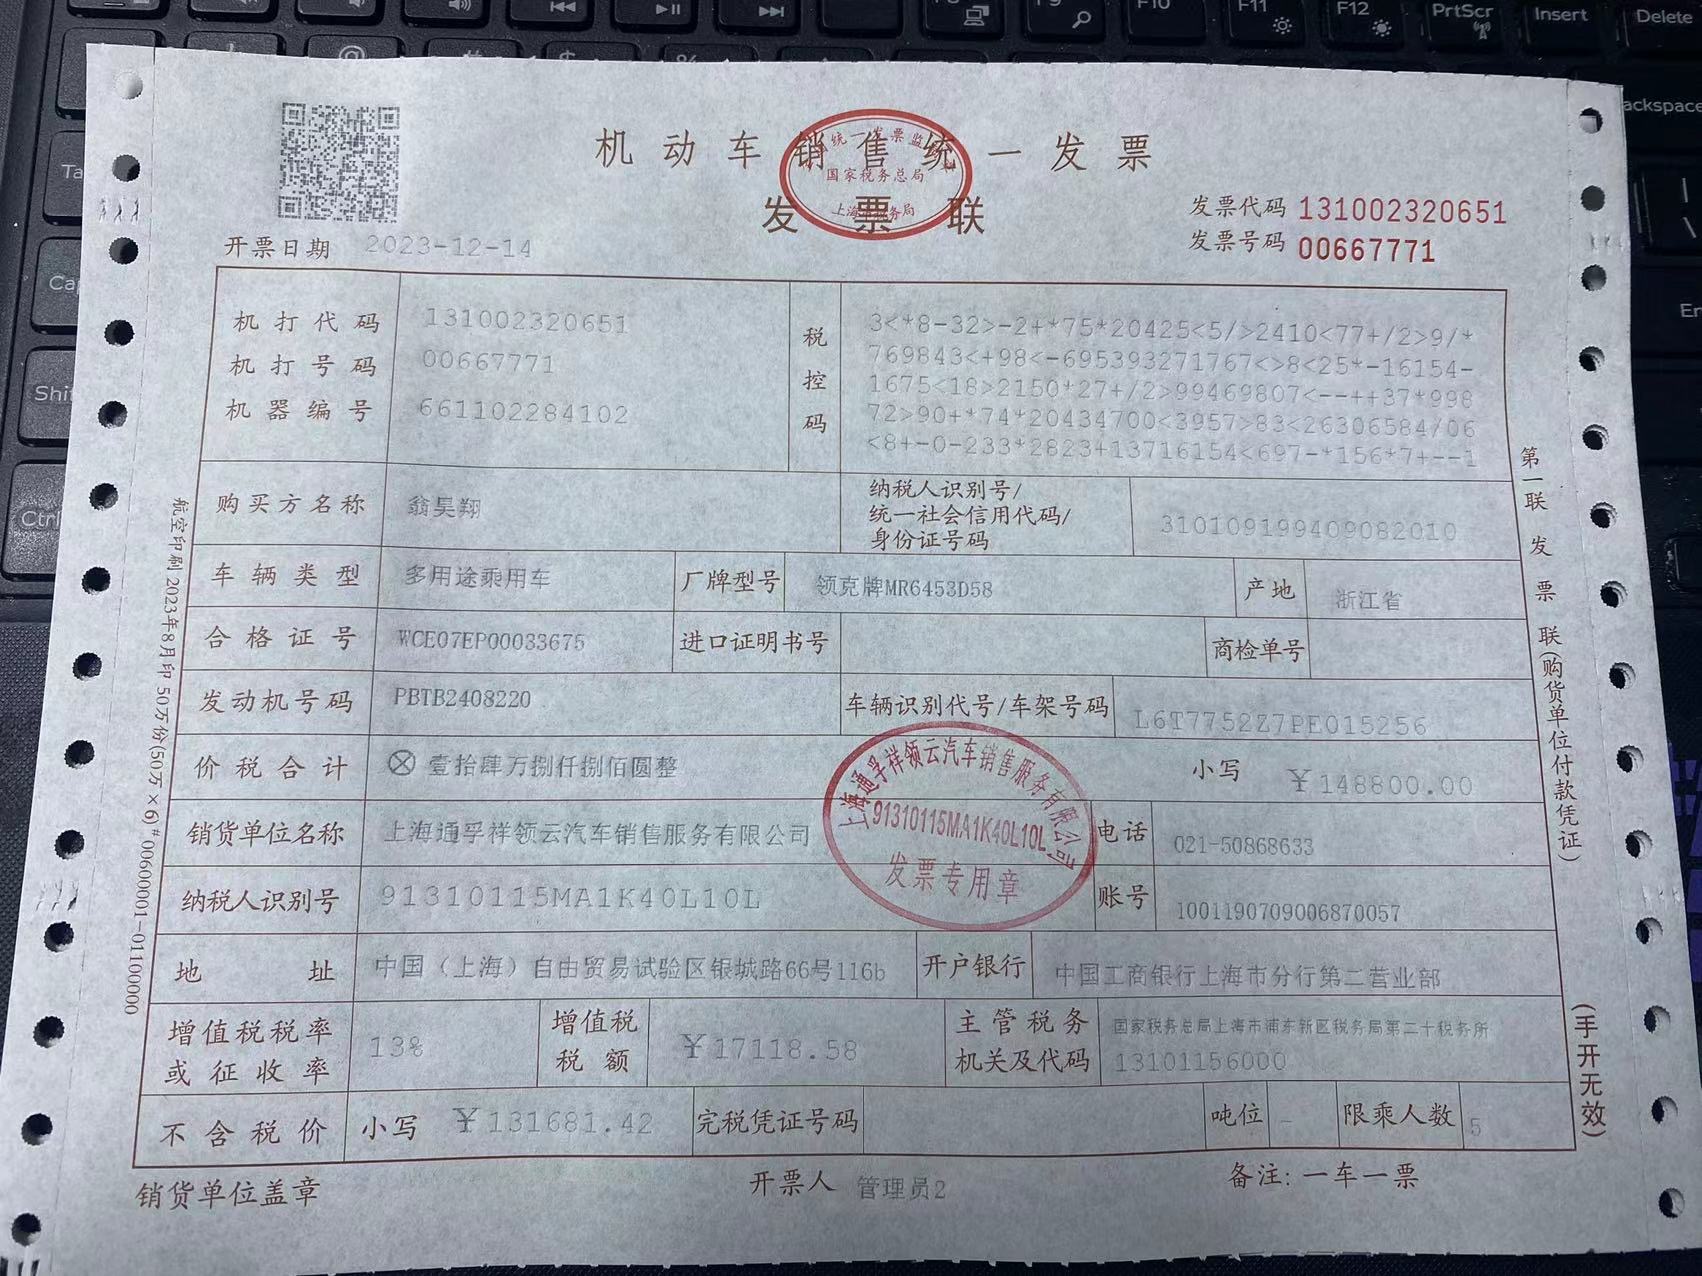 机动车销售统一发票
发票联
国家税务总局
发票代码 131002320651
发票号码 00667771
开票日期 2023-12-14
机打代码 131002320651
机打号码 00667771
机器编号 661102284102
税控码
3<*8-32>-2+*75*20425<5/>2410<77+/2>9/*
769843<+98<-695393271767<>8<25*-16154-
1675<18>2150*27+/2>99469807<--++37*998
72>90+*74*20434700<3957>83<26306584/06
<8+-0-233*2823+13716154<697-*156*7+--1
购买方名称 翁昊翔
纳税人识别号/
统一社会信用代码/
身份证号码
310109199409082010
车辆类型 多用途乘用车 厂牌型号 领克牌MR6453D58 产地 浙江省
合格证号 WCE07EP00033675 进口证明书号 商检单号
发动机号码 PBTB2408220 车辆识别代号/车架号码 L6T7752Z7PE015256
价税合计 ⊗壹拾肆万捌仟捌佰圆整 小写 ￥148800.00
销货单位名称 上海通孚祥领云汽车销售服务有限公司 电话 021-50868633
纳税人识别号 91310115MA1K40L10L 账号 1001190709006870057
上海通孚祥领云汽车销售服务有限公司
91310115MA1K40L10L
发票专用章
地址 中国（上海）自由贸易试验区银城路66号116b 开户银行 中国工商银行上海市分行第二营业部
增值税税率或征收率 13% 增值税税额 ￥17118.58 主管税务机关及代码 国家税务总局上海市浦东新区税务局第二十税务所
13101156000
不含税价 小写 ￥131681.42 完税凭证号码 吨位 - 限乘人数 5
销货单位盖章 开票人 管理员2 备注:一车一票
第一联 发票联(购货单位付款凭证)
(手开无效)
航空印刷 2023年8月印 50万份(50万×6)#00600001-01100000
Insert
Delete
PrtScr
F12
F11
F10
F9
Shi
Ctrl